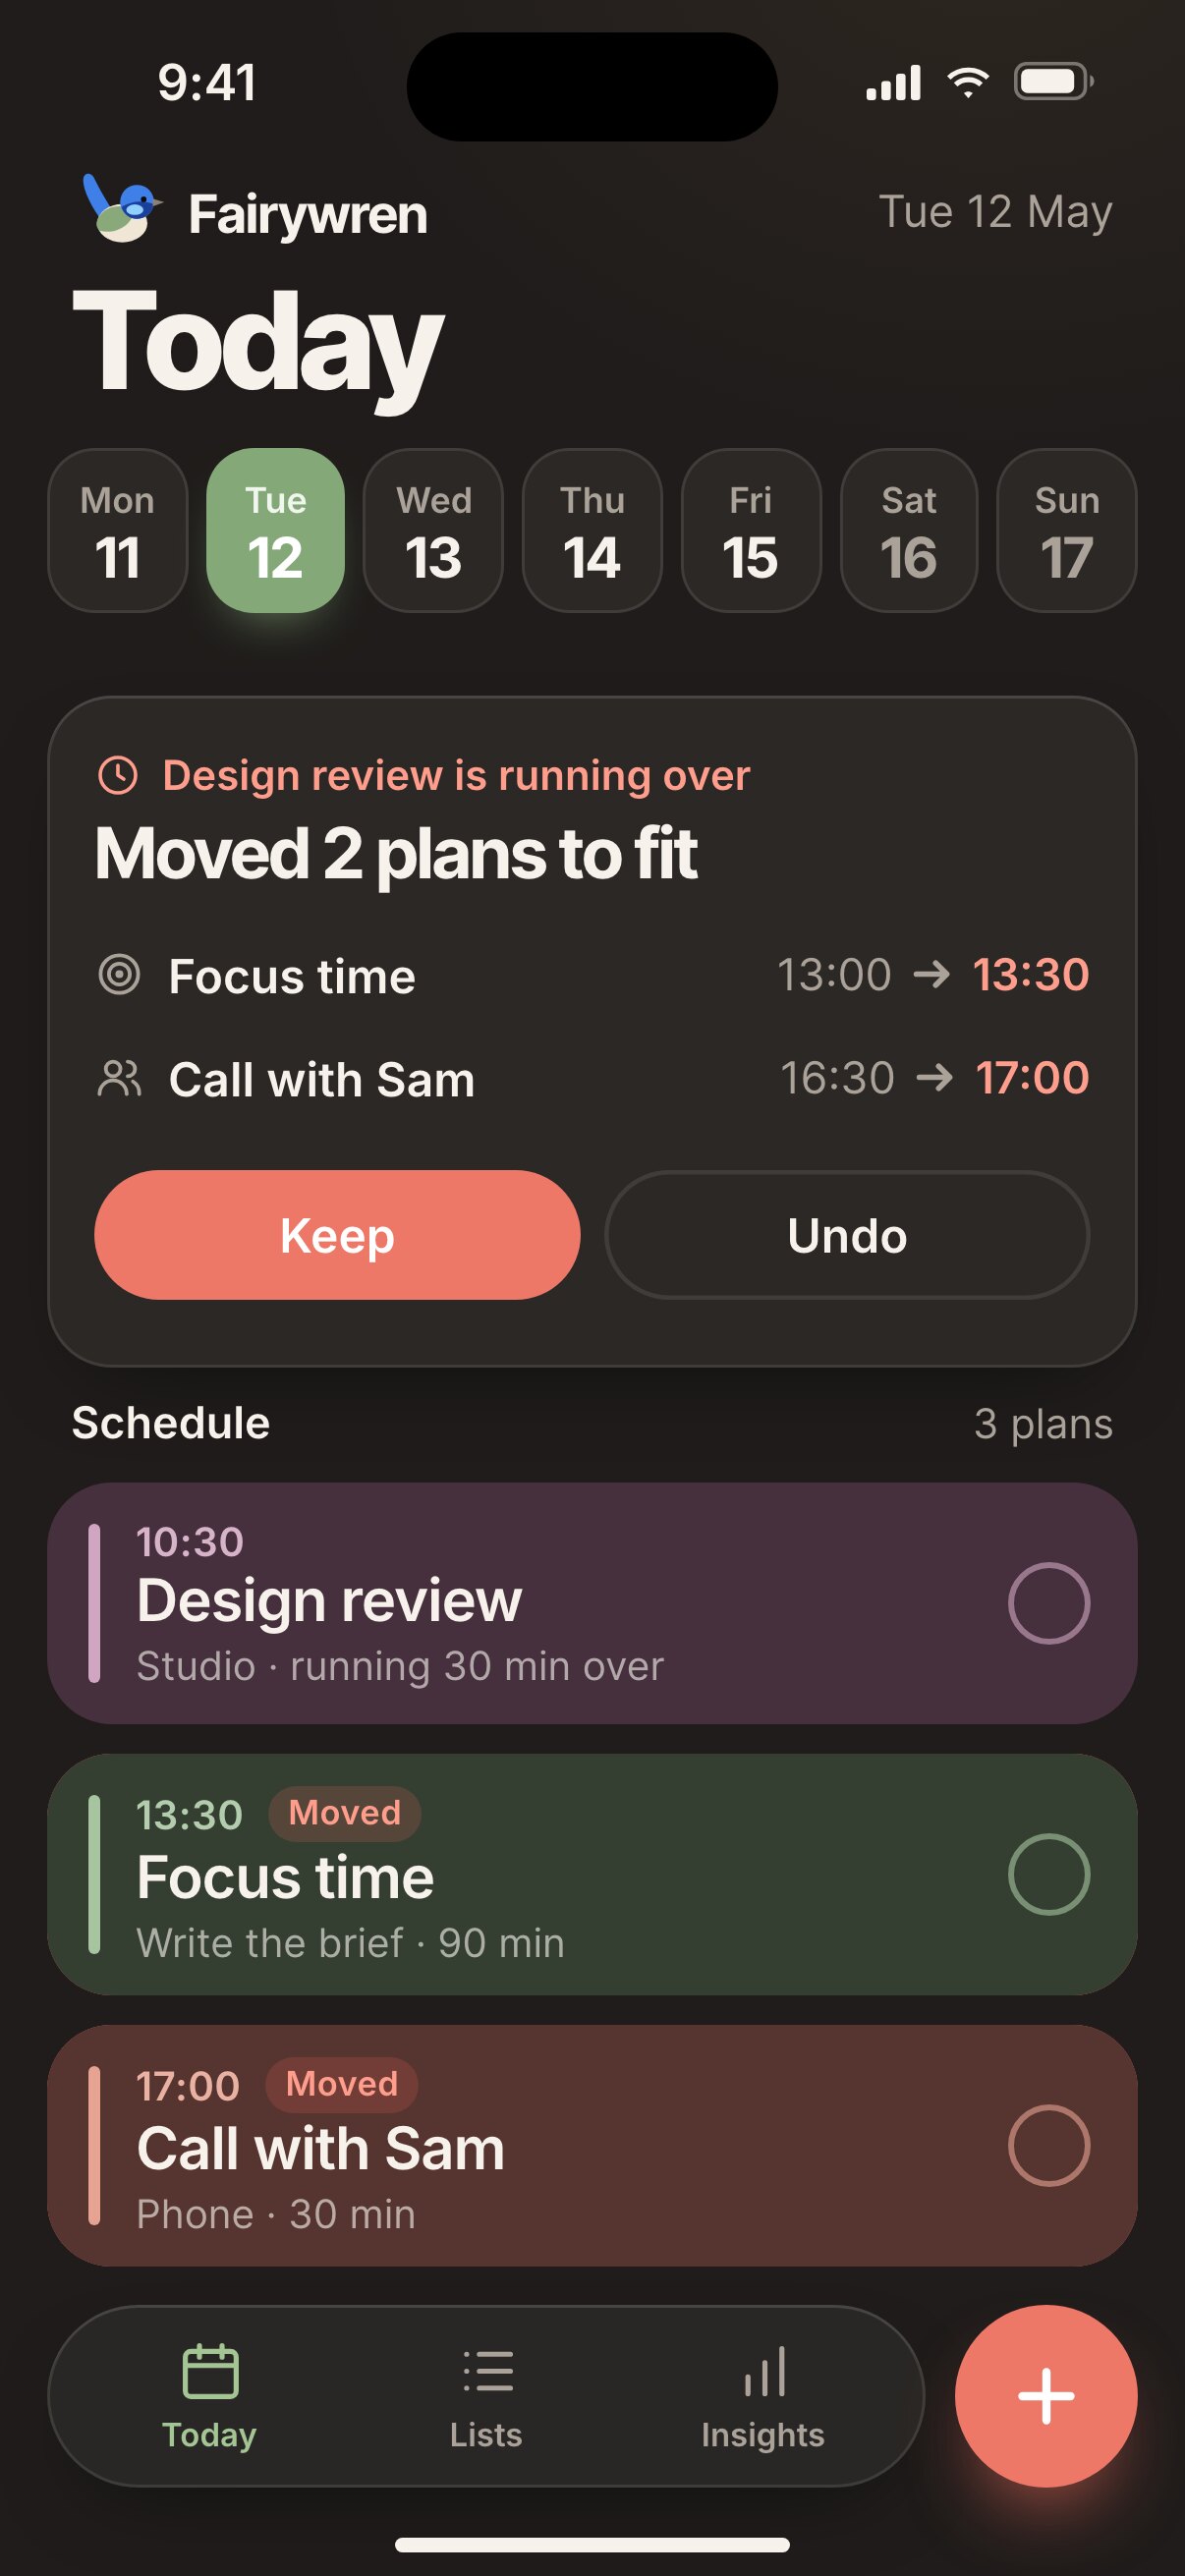 9:41
Fairywren
Tue 12 May
Today
Mon Tue Wed Thu Fri Sat Sun
11 12 13 14 15 16 17
Design review is running over
Moved 2 plans to fit
Focus time 13:00 → 13:30
Call with Sam 16:30 → 17:00
Keep Undo
Schedule 3 plans
10:30
Design review
Studio · running 30 min over
13:30 Moved
Focus time
Write the brief · 90 min
17:00 Moved
Call with Sam
Phone · 30 min
Today Lists Insights